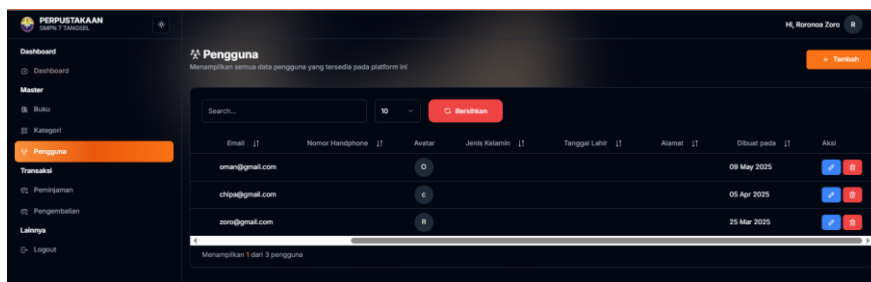 PERPUSTAKAAN
SMPN 7 TANGSEL
Hi, Roronoa Zoro R
Dashboard
Dashboard
Master
Buku
Kategori
Pengguna
Transaksi
Peminjaman
Pengembalian
Lainnya
Logout
Pengguna
Menampilkan semua data pengguna yang tersedia pada platform ini
+ Tambah
Search... 10 Bersihkan
Email Nomor Handphone Avatar Jenis Kelamin Tanggal Lahir Alamat Dibuat pada Aksi
oman@gmail.com O 09 May 2025
chipa@gmail.com c 05 Apr 2025
zoro@gmail.com R 25 Mar 2025
Menampilkan 1 dari 3 pengguna